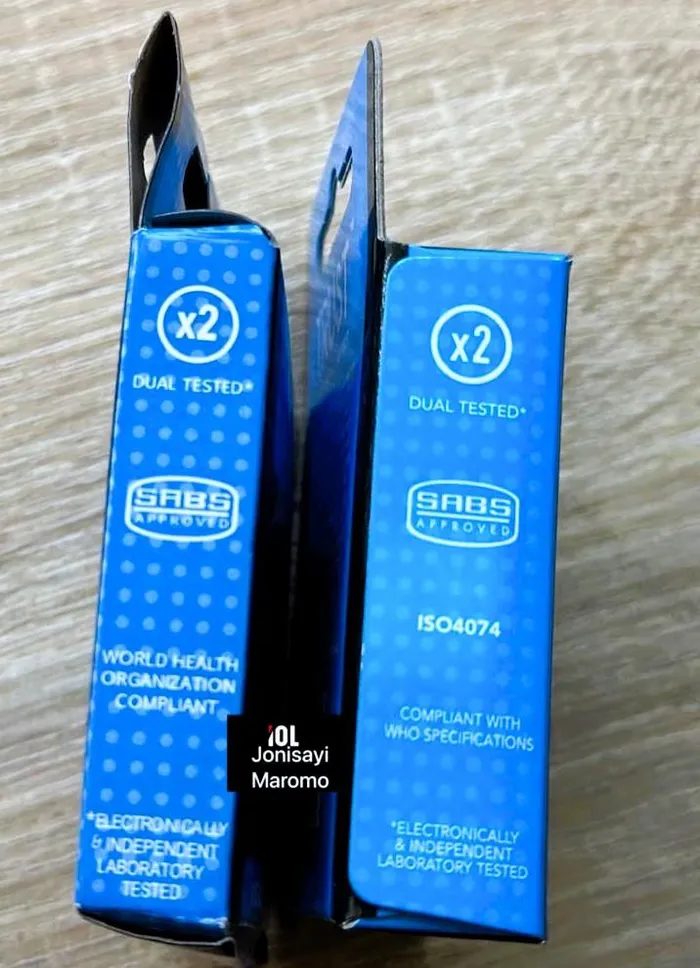 x2
DUAL TESTED*
SABS
APPROVED
WORLD HEALTH
ORGANIZATION
COMPLIANT
*ELECTRONICALLY
& INDEPENDENT
LABORATORY
TESTED
x2
DUAL TESTED*
SABS
APPROVED
ISO4074
COMPLIANT WITH
WHO SPECIFICATIONS
*ELECTRONICALLY
& INDEPENDENT
LABORATORY TESTED
IOL
Jonisayi
Maromo